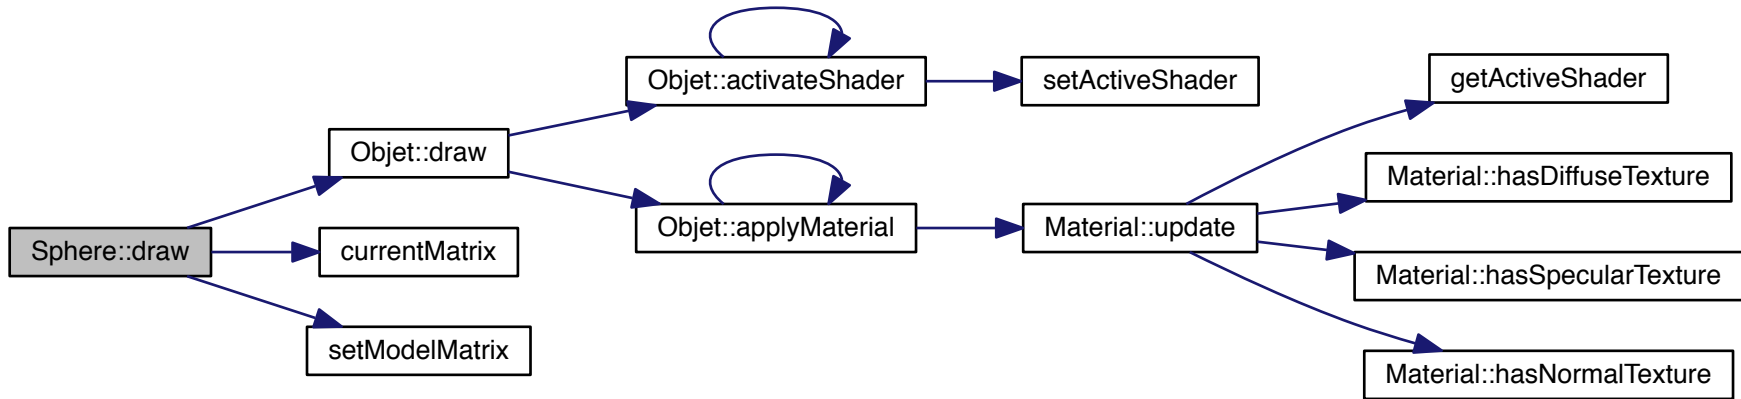 Objet::activateShader
setActiveShader
getActiveShader
Objet::draw
Material::hasDiffuseTexture
Sphere::draw
currentMatrix
Objet::applyMaterial
Material::update
Material::hasSpecularTexture
setModelMatrix
Material::hasNormalTexture